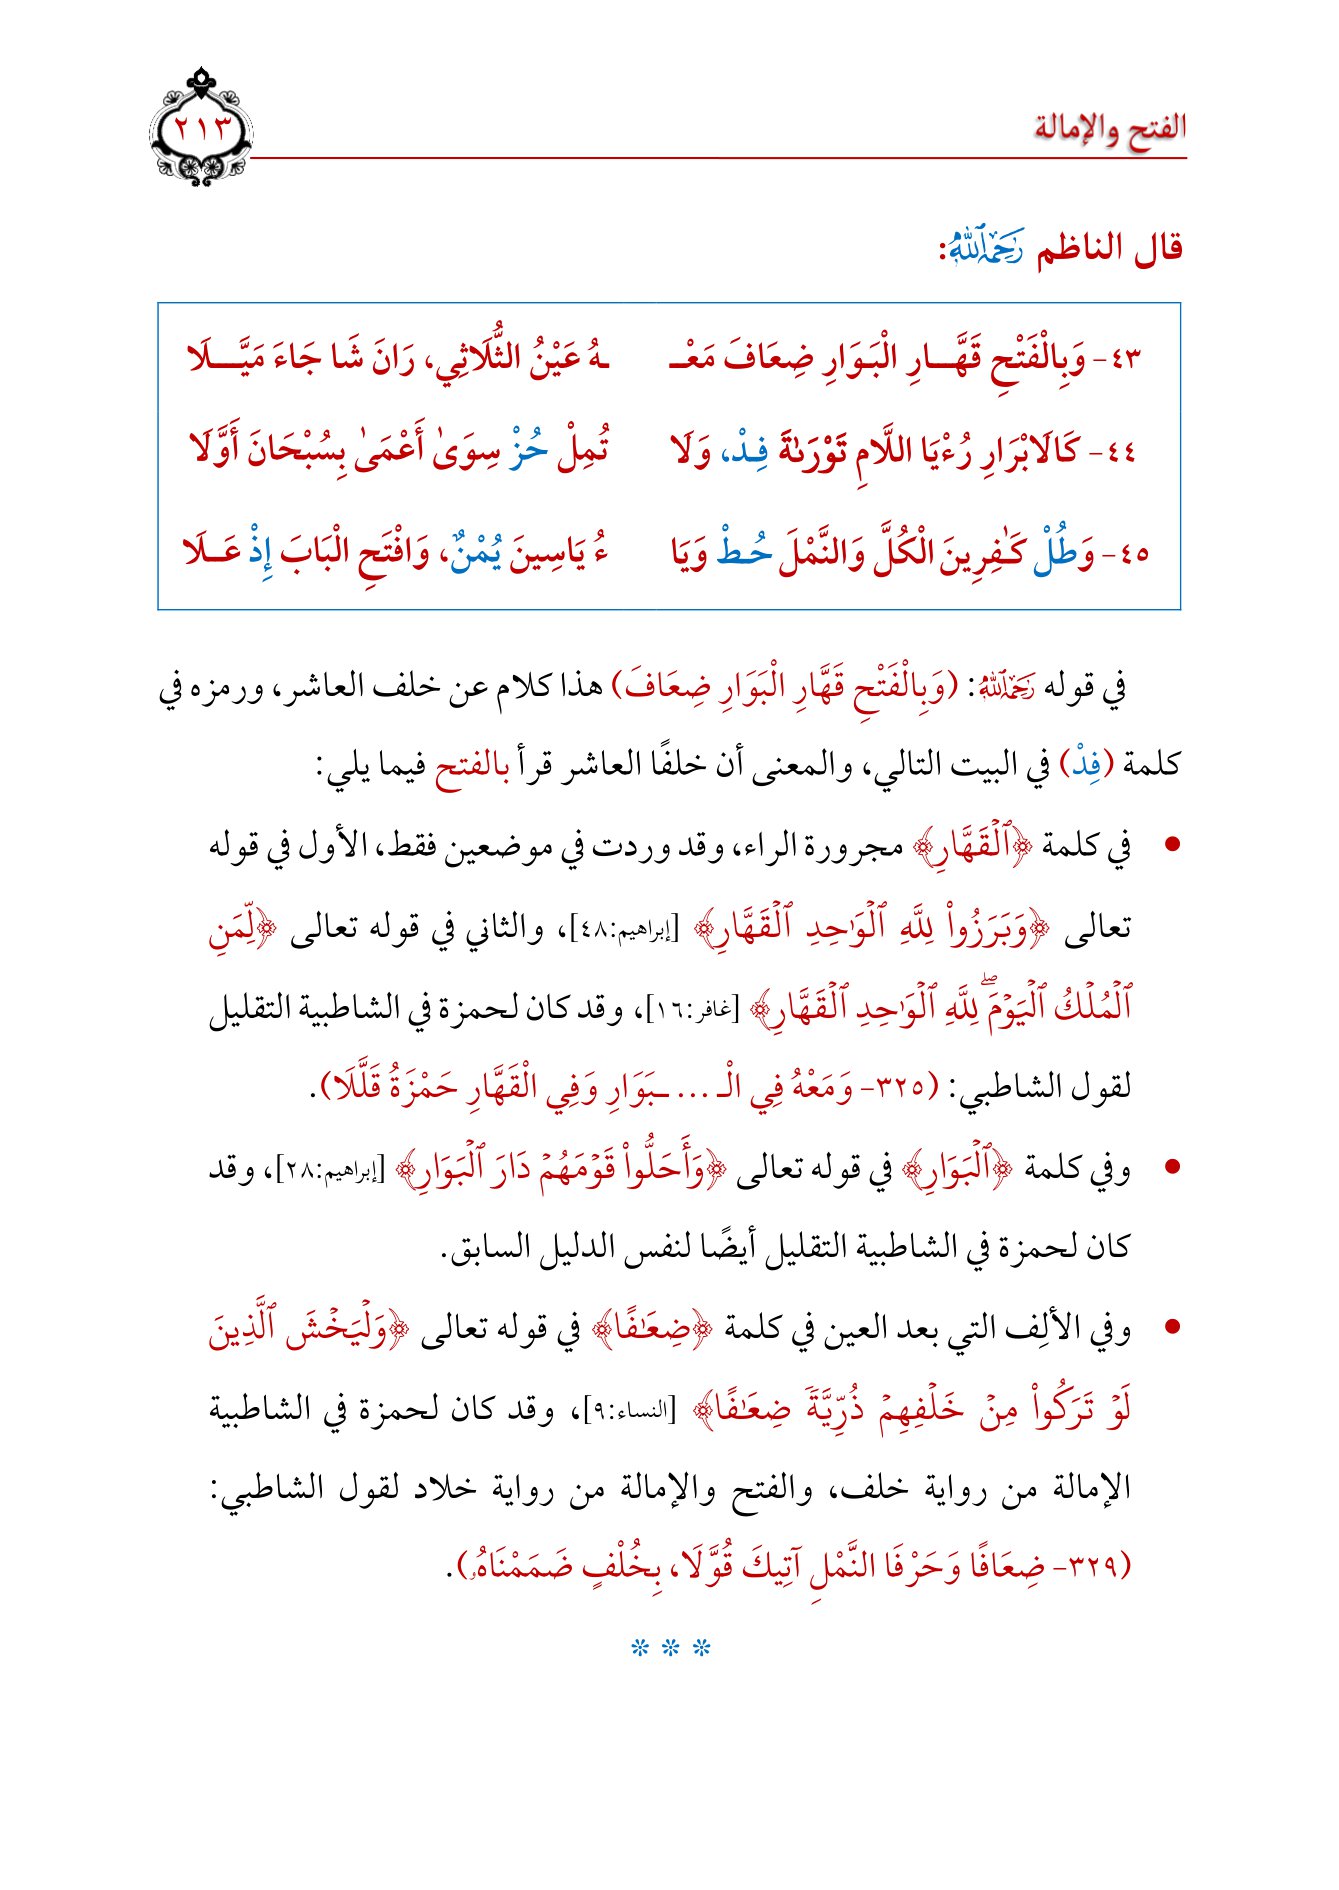 الفتح والإمالة
٢١٣
قال الناظم رَحِمَهُ ٱللَّهُ:
٤٣- وَبِالْفَتْحِ قَهَّـــارِ الْبَـوَارِ ضِعَافَ مَعْـ ـهُ عَيْنُ الثُّلَاثِي، رَانَ شَا جَاءَ مَيَّـــلَا
٤٤- كَالَابْرَارِ رُءْيَا اللَّامِ تَوْرَىٰةَ فِـدْ، وَلَا تُمِلْ حُزْ سِوَىٰ أَعْمَىٰ بِسُبْحَانَ أَوَّلَا
٤٥- وَطُلْ كَـٰفِرِينَ الْكُلَّ وَالنَّمْلَ حُـطْ وَيَا ءُ يَاسِينَ يُمْنٌ، وَافْتَحِ الْبَابَ إِذْ عَــلَا
في قوله رَحِمَهُ ٱللَّهُ: (وَبِالْفَتْحِ قَهَّارِ الْبَوَارِ ضِعَافَ) هذا كلام عن خلف العاشر، ورمزه في
كلمة (فِدْ) في البيت التالي، والمعنى أن خلفًا العاشر قرأ بالفتح فيما يلي:
• في كلمة ﴿ٱلْقَهَّارِ﴾ مجرورة الراء، وقد وردت في موضعين فقط، الأول في قوله
تعالى ﴿وَبَرَزُوا۟ لِلَّهِ ٱلْوَٰحِدِ ٱلْقَهَّارِ﴾ [إبراهيم:٤٨]، والثاني في قوله تعالى ﴿لِّمَنِ
ٱلْمُلْكُ ٱلْيَوْمَۖ لِلَّهِ ٱلْوَٰحِدِ ٱلْقَهَّارِ﴾ [غافر:١٦]، وقد كان لحمزة في الشاطبية التقليل
لقول الشاطبي: (٣٢٥- وَمَعْهُ فِي الْـ ... ـبَوَارِ وَفِي الْقَهَّارِ حَمْزَةُ قَلَّلَا).
• وفي كلمة ﴿ٱلْبَوَارِ﴾ في قوله تعالى ﴿وَأَحَلُّوا۟ قَوْمَهُمْ دَارَ ٱلْبَوَارِ﴾ [إبراهيم:٢٨]، وقد
كان لحمزة في الشاطبية التقليل أيضًا لنفس الدليل السابق.
• وفي الألِف التي بعد العين في كلمة ﴿ضِعَـٰفًا﴾ في قوله تعالى ﴿وَلْيَخْشَ ٱلَّذِينَ
لَوْ تَرَكُوا۟ مِنْ خَلْفِهِمْ ذُرِّيَّةً ضِعَـٰفًا﴾ [النساء:٩]، وقد كان لحمزة في الشاطبية
الإمالة من رواية خلف، والفتح والإمالة من رواية خلاد لقول الشاطبي:
(٣٢٩- ضِعَافًا وَحَرْفَا النَّمْلِ آتِيكَ قُوَّلَا، بِخُلْفٍ ضَمَمْنَاهُۥ).
* * *